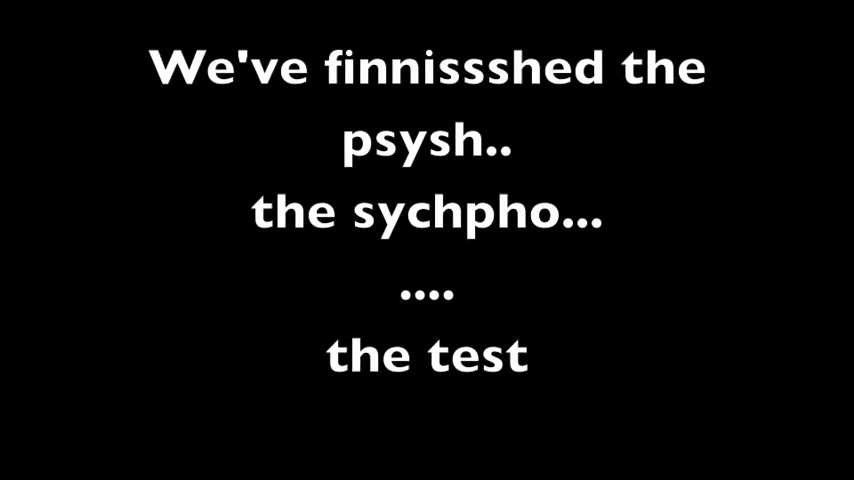 We've finnissshed the
psysh..
the sychpho...
....
the test